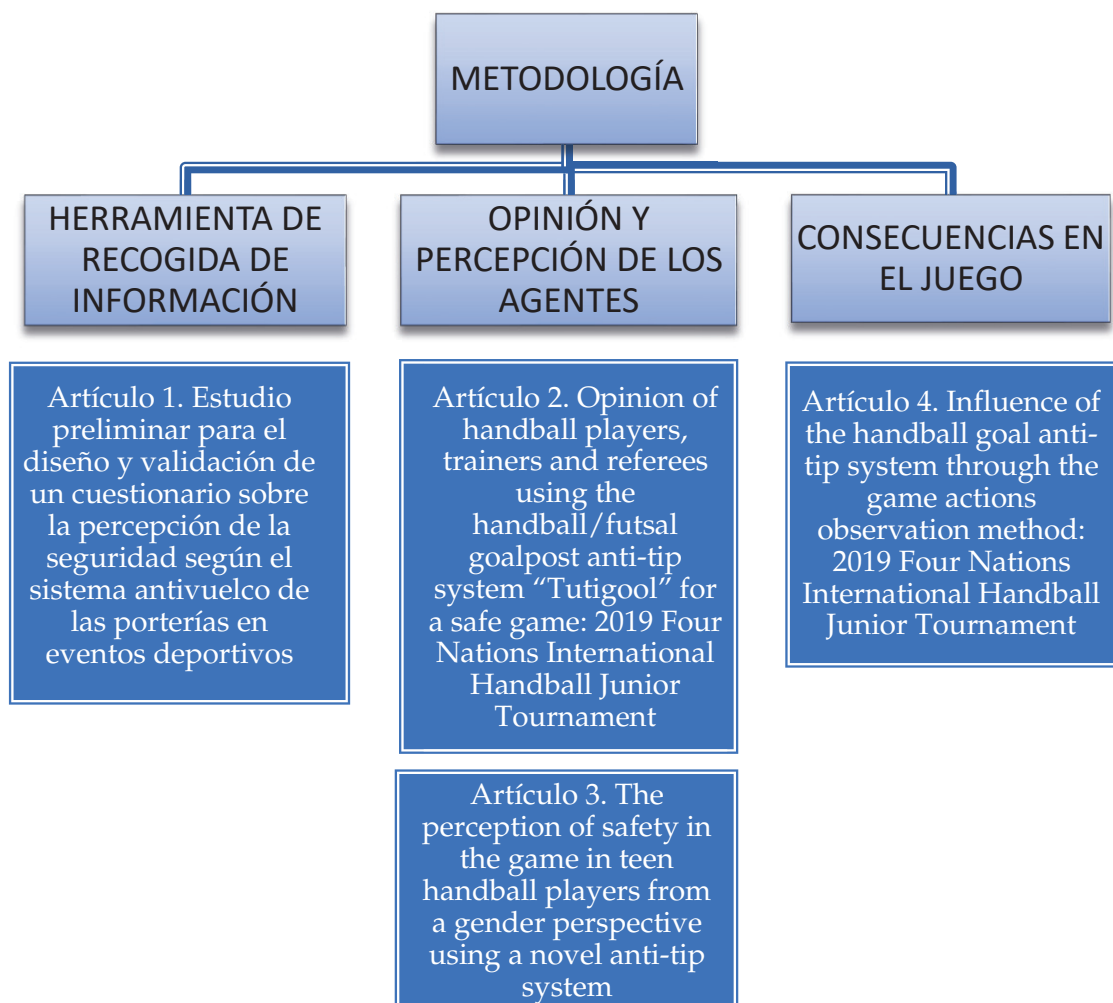 METODOLOGÍA
HERRAMIENTA DE
RECOGIDA DE
INFORMACIÓN
OPINIÓN Y
PERCEPCIÓN DE LOS
AGENTES
CONSECUENCIAS EN
EL JUEGO
Artículo 1. Estudio
preliminar para el
diseño y validación de
un cuestionario sobre
la percepción de la
seguridad según el
sistema antivuelco de
las porterías en
eventos deportivos
Artículo 2. Opinion of
handball players,
trainers and referees
using the
handball/futsal
goalpost anti-tip
system “Tutigool” for
a safe game: 2019 Four
Nations International
Handball Junior
Tournament
Artículo 3. The
perception of safety in
the game in teen
handball players from
a gender perspective
using a novel anti-tip
system
Artículo 4. Influence of
the handball goal anti-
tip system through the
game actions
observation method:
2019 Four Nations
International Handball
Junior Tournament